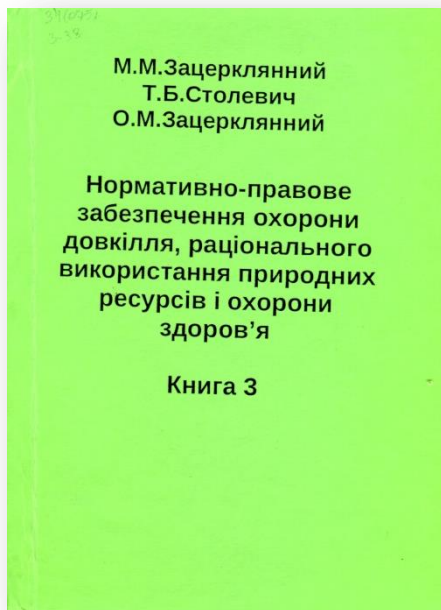 М.М.Зацерклянний
Т.Б.Столевич
О.М.Зацерклянний
Нормативно-правове
забезпечення охорони
довкілля, раціонального
використання природних
ресурсів і охорони
здоров’я
Книга 3